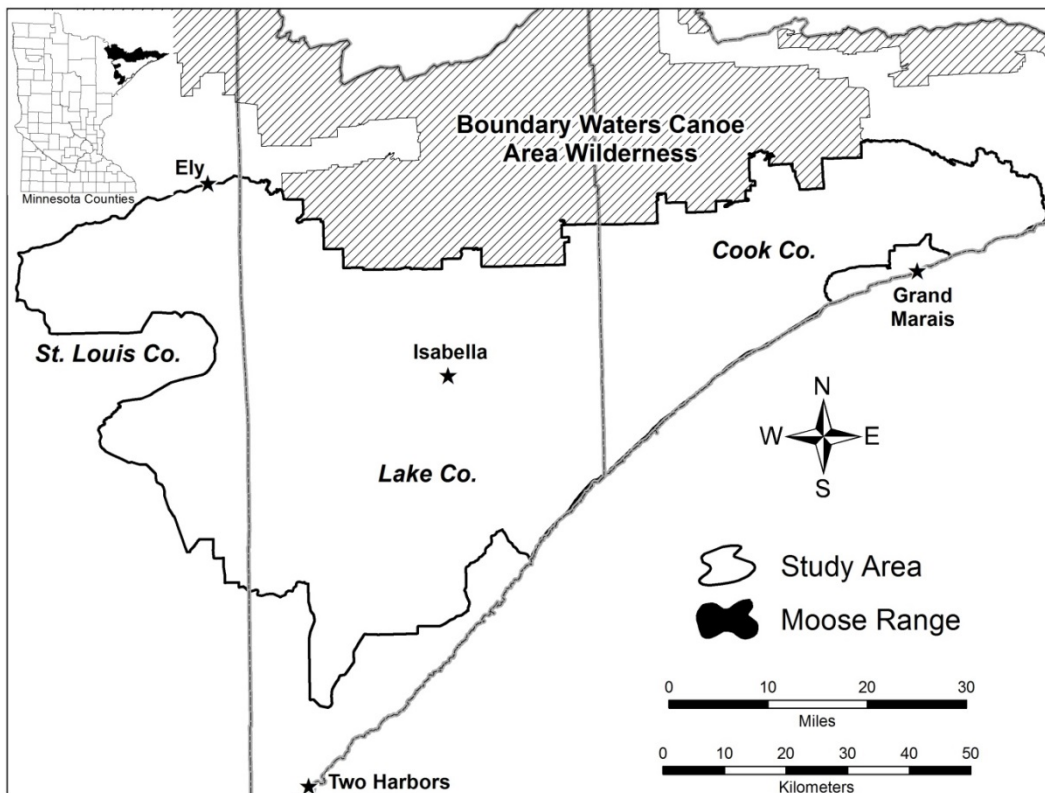 Minnesota Counties
Boundary Waters Canoe
Area Wilderness
Ely
Cook Co.
Grand
Marais
St. Louis Co.
Isabella
Lake Co.
N
W E
S
Study Area
Moose Range
0 10 20 30
Miles
0 10 20 30 40 50
Kilometers
Two Harbors